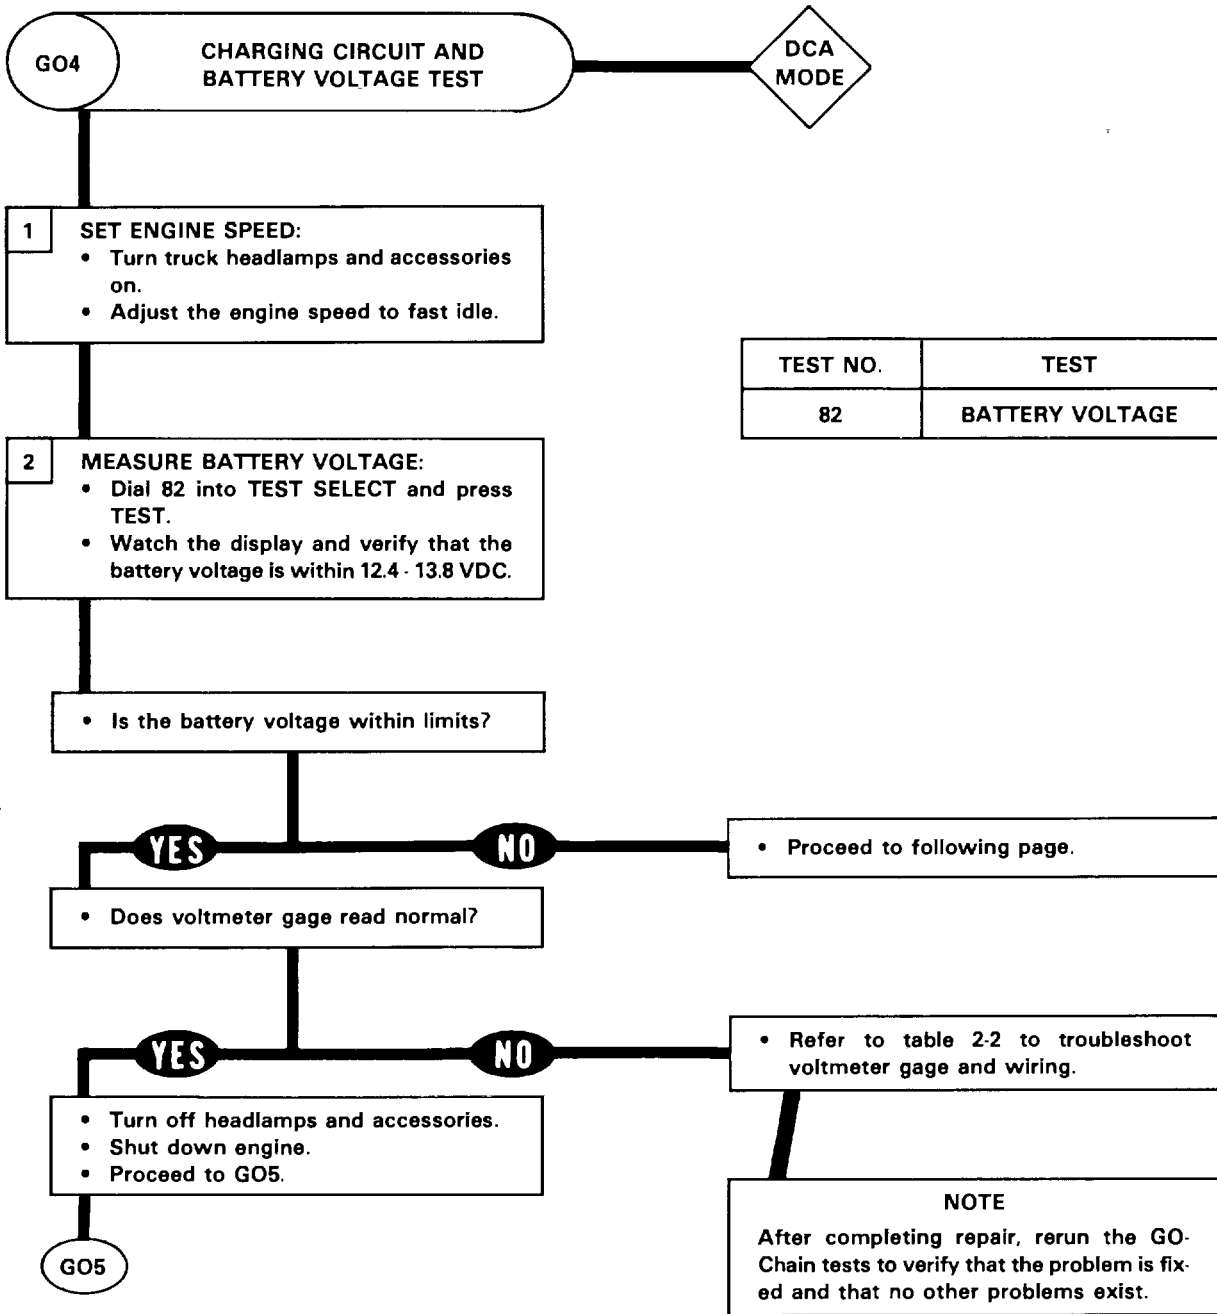 GO4
CHARGING CIRCUIT AND
BATTERY VOLTAGE TEST
DCA
MODE
1
SET ENGINE SPEED:
• Turn truck headlamps and accessories
on.
• Adjust the engine speed to fast idle.
TEST NO. TEST
82 BATTERY VOLTAGE
2
MEASURE BATTERY VOLTAGE:
• Dial 82 into TEST SELECT and press
TEST.
• Watch the display and verify that the
battery voltage is within 12.4 - 13.8 VDC.
• Is the battery voltage within limits?
YES
NO
• Proceed to following page.
• Does voltmeter gage read normal?
YES
NO
• Refer to table 2-2 to troubleshoot
voltmeter gage and wiring.
• Turn off headlamps and accessories.
• Shut down engine.
• Proceed to GO5.
NOTE
After completing repair, rerun the GO-
Chain tests to verify that the problem is fix-
ed and that no other problems exist.
GO5